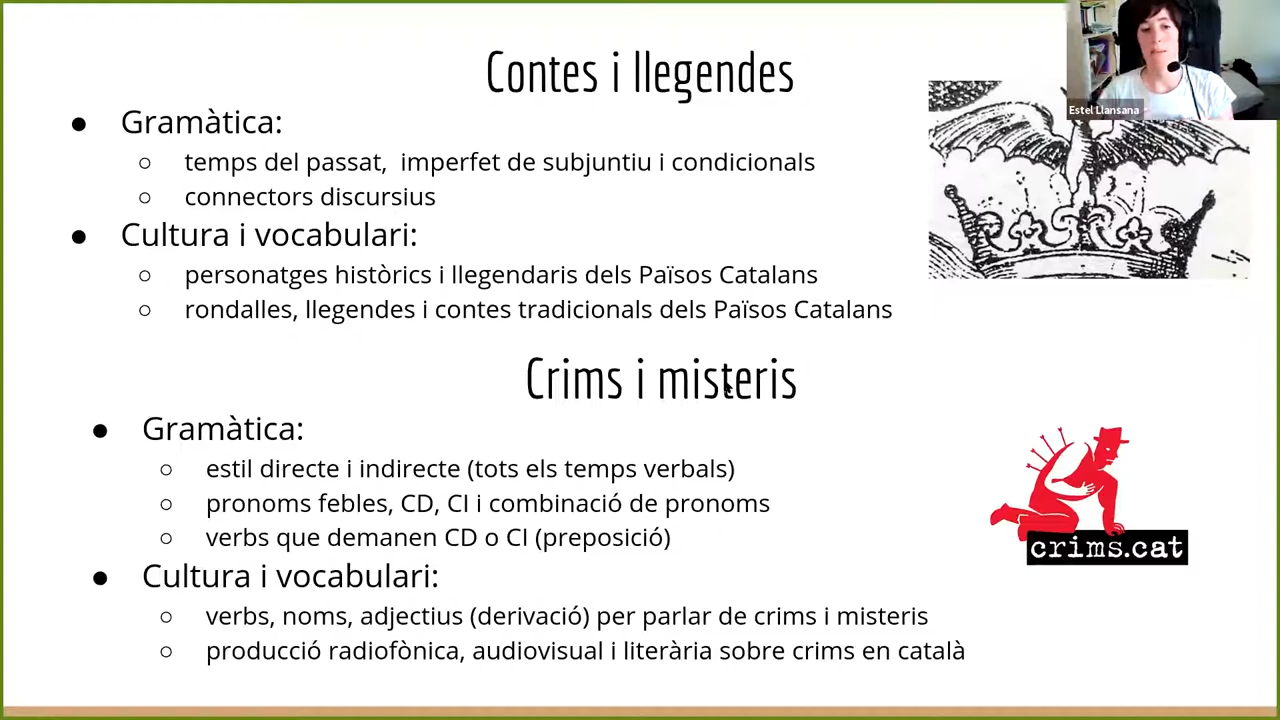 Contes i llegendes
Estel Llansana
● Gramàtica:
○ temps del passat, imperfet de subjuntiu i condicionals
○ connectors discursius
● Cultura i vocabulari:
○ personatges històrics i llegendaris dels Països Catalans
○ rondalles, llegendes i contes tradicionals dels Països Catalans
Crims i misteris
● Gramàtica:
○ estil directe i indirecte (tots els temps verbals)
○ pronoms febles, CD, CI i combinació de pronoms
○ verbs que demanen CD o CI (preposició)
crims.cat
● Cultura i vocabulari:
○ verbs, noms, adjectius (derivació) per parlar de crims i misteris
○ producció radiofònica, audiovisual i literària sobre crims en català